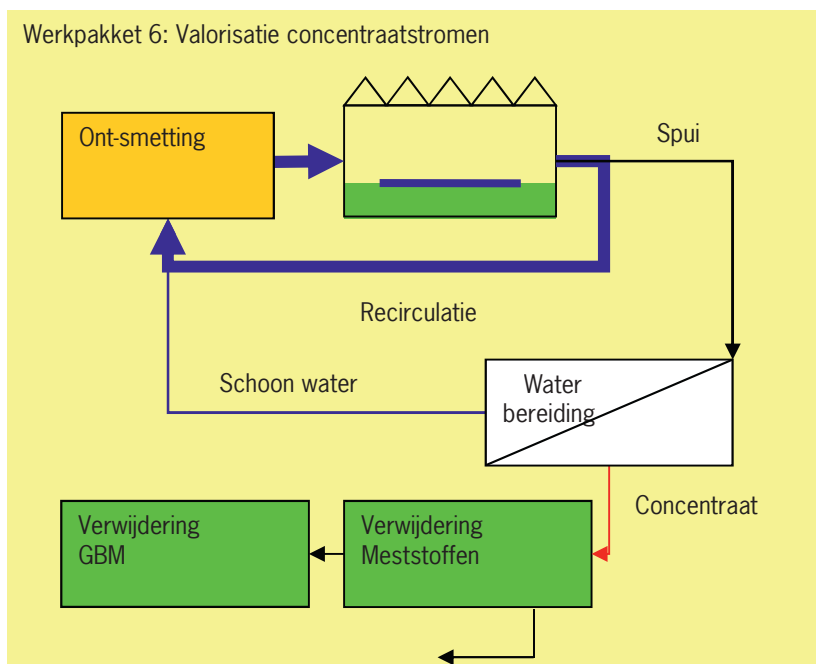 Werkpakket 6: Valorisatie concentraatstromen
Ont-smetting
Spui
Recirculatie
Schoon water
Water
bereiding
Concentraat
Verwijdering
GBM
Verwijdering
Meststoffen